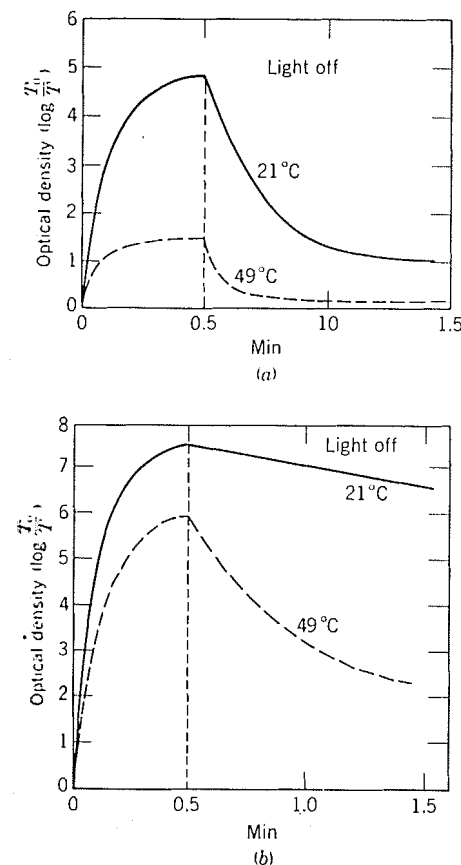 6
5
4
3
2
1
0
Optical density (log T₀/T)
Light off
21°C
49°C
0
0.5
10
1.5
Min
(a)
8
7
6
5
4
3
2
1
0
Optical density (log T₀/T)
Light off
21°C
49°C
0
0.5
1.0
1.5
Min
(b)